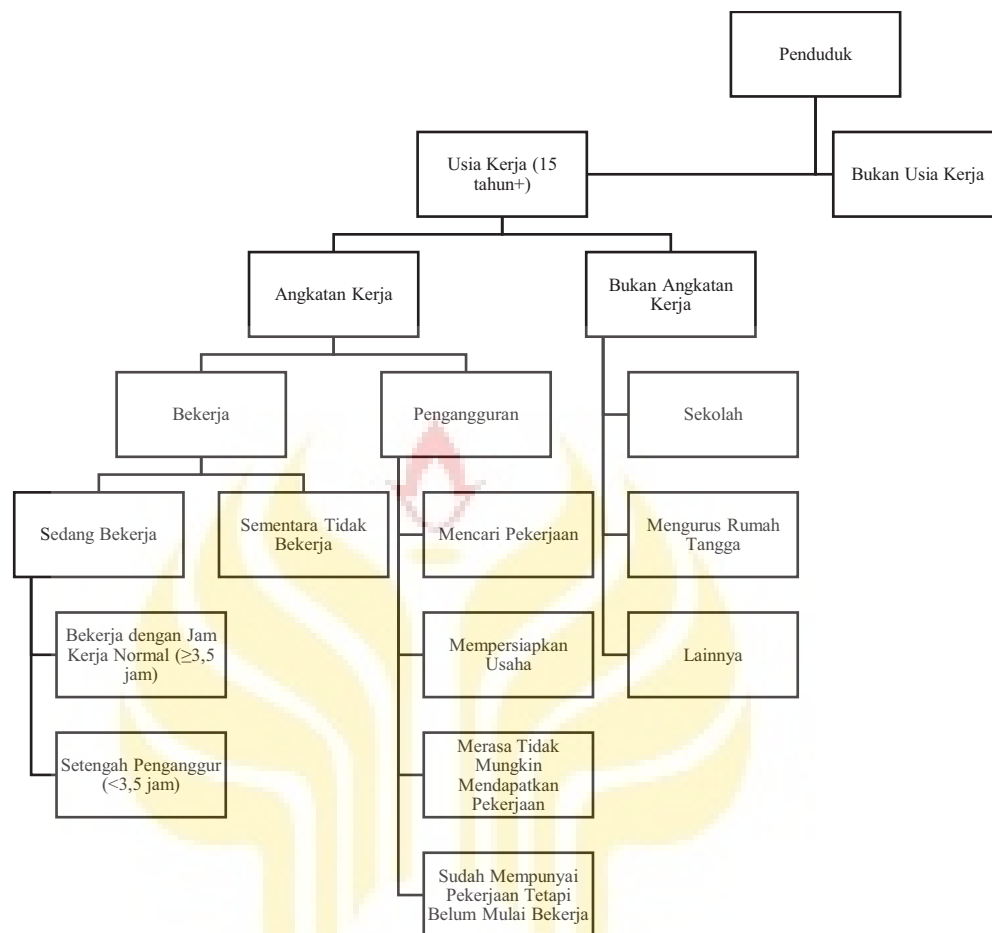 Penduduk
Usia Kerja (15
tahun+)
Bukan Usia Kerja
Angkatan Kerja
Bukan Angkatan
Kerja
Bekerja
Pengangguran
Sekolah
Sedang Bekerja
Sementara Tidak
Bekerja
Mencari Pekerjaan
Mengurus Rumah
Tangga
Bekerja dengan Jam
Kerja Normal (≥3,5
jam)
Mempersiapkan
Usaha
Lainnya
Setengah Penganggur
(<3,5 jam)
Merasa Tidak
Mungkin
Mendapatkan
Pekerjaan
Sudah Mempunyai
Pekerjaan Tetapi
Belum Mulai Bekerja